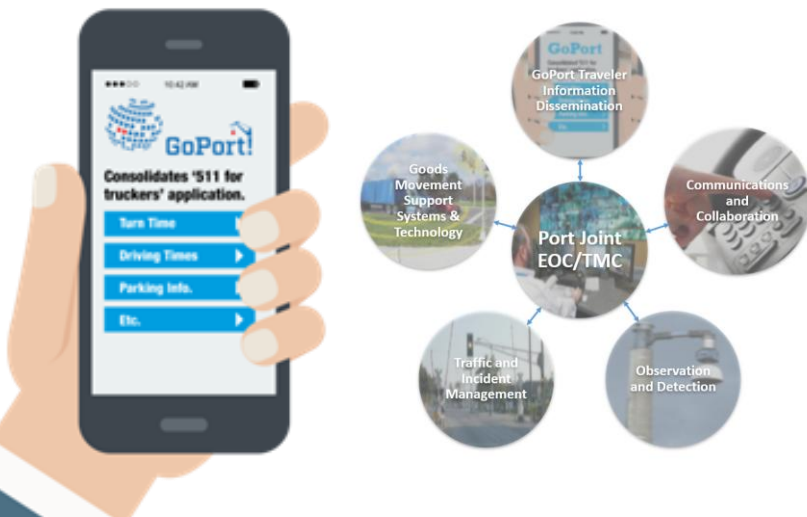 10:42 AM
GoPort!
Consolidates '511 for
truckers' application.
Turn Time
Driving Times
Parking Info.
Etc.
GoPort
GoPort Traveler
Information
Dissemination
Goods
Movement
Support
Systems &
Technology
Communications
and
Collaboration
Port Joint
EOC/TMC
Traffic and
Incident
Management
Observation
and Detection